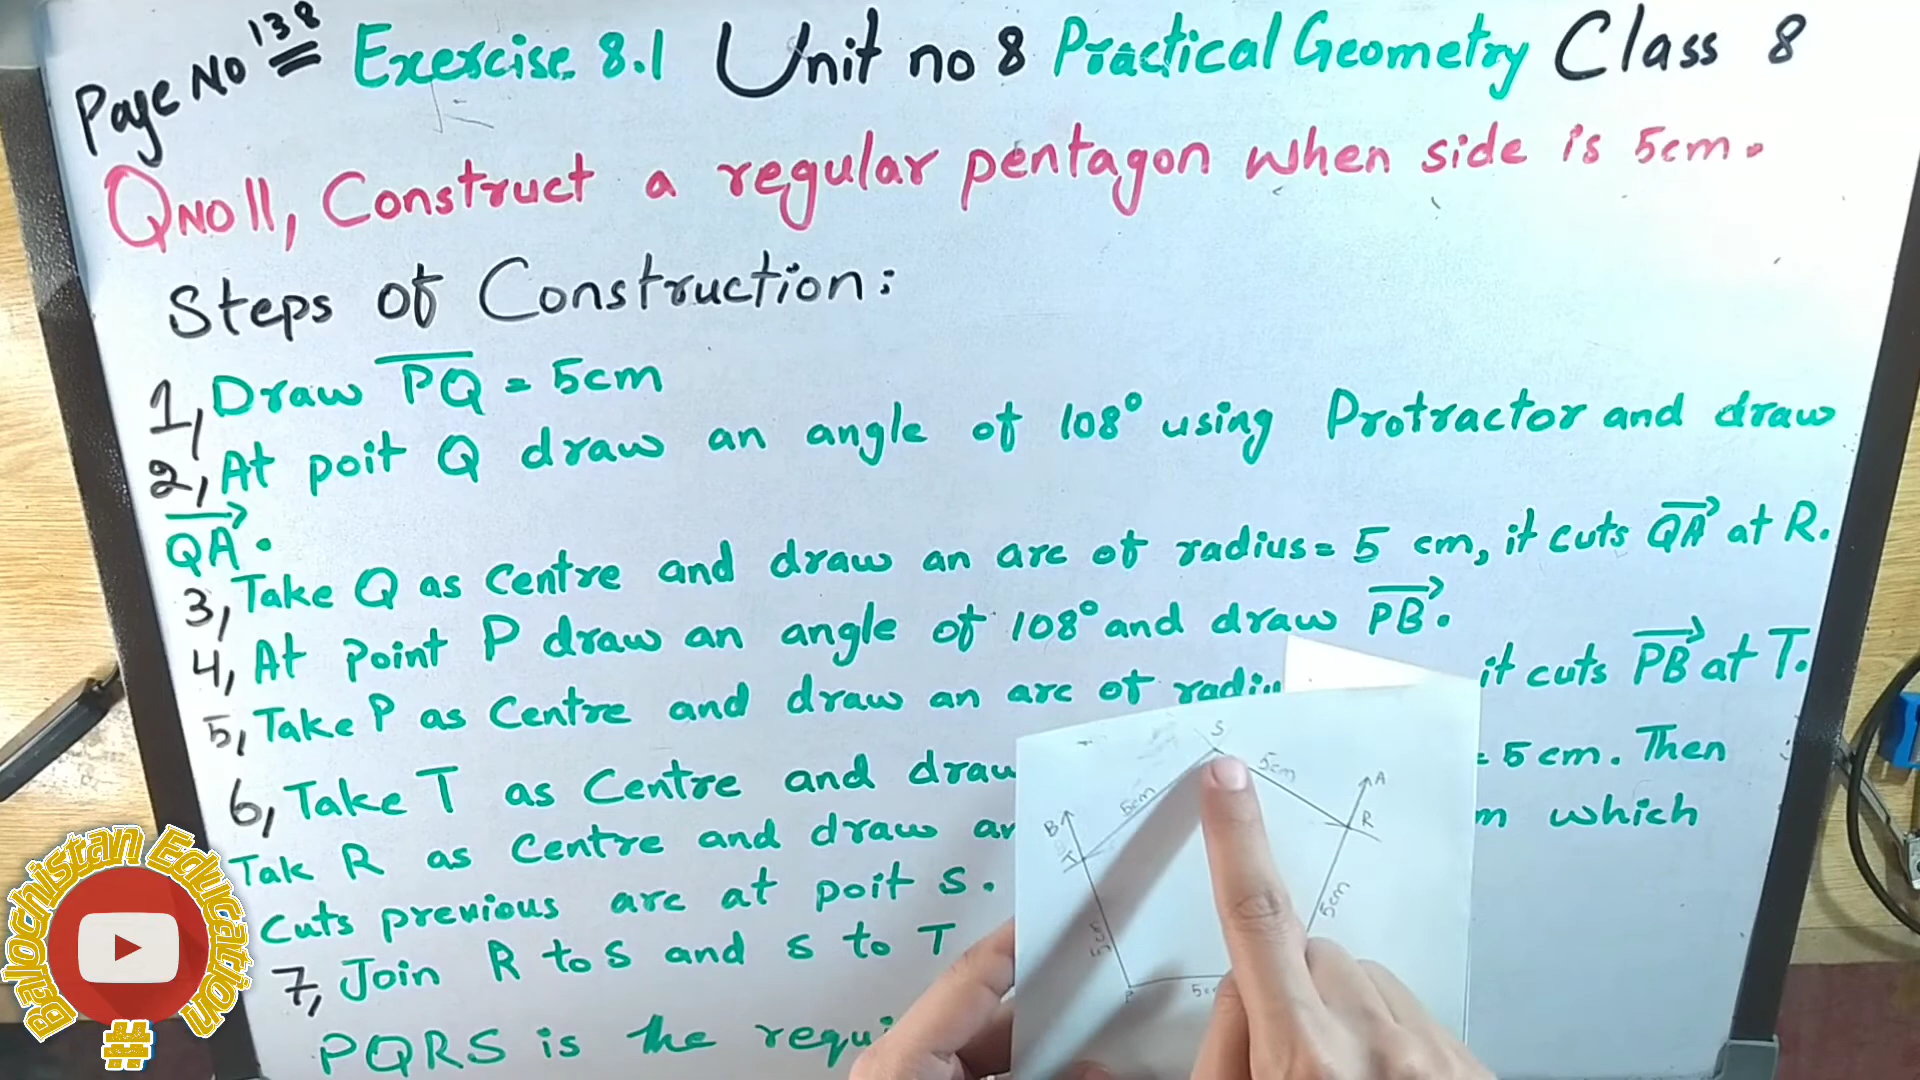 Page No 138 Exercise 8.1 Unit no 8 Practical Geometry Class 8
QNO11, Construct a regular pentagon when side is 5cm.
Steps of Construction:
1, Draw PQ = 5cm
2, At poit Q draw an angle of 108° using Protractor and draw
QA.
3, Take Q as Centre and draw an arc of radius = 5 cm, it cuts QA at R.
4, At Point P draw an angle of 108° and draw PB.
5, Take P as Centre and draw an arc of it cuts PB at T.
6, Take T as Centre and = 5cm. Then
Tak R as Centre and draw which
Cuts previous arc at poit S.
7, Join R to S and S to T
PQRS is the
S
5cm
5cm
A
B
R
T
5cm
5cm
P
Balochistan Education
#